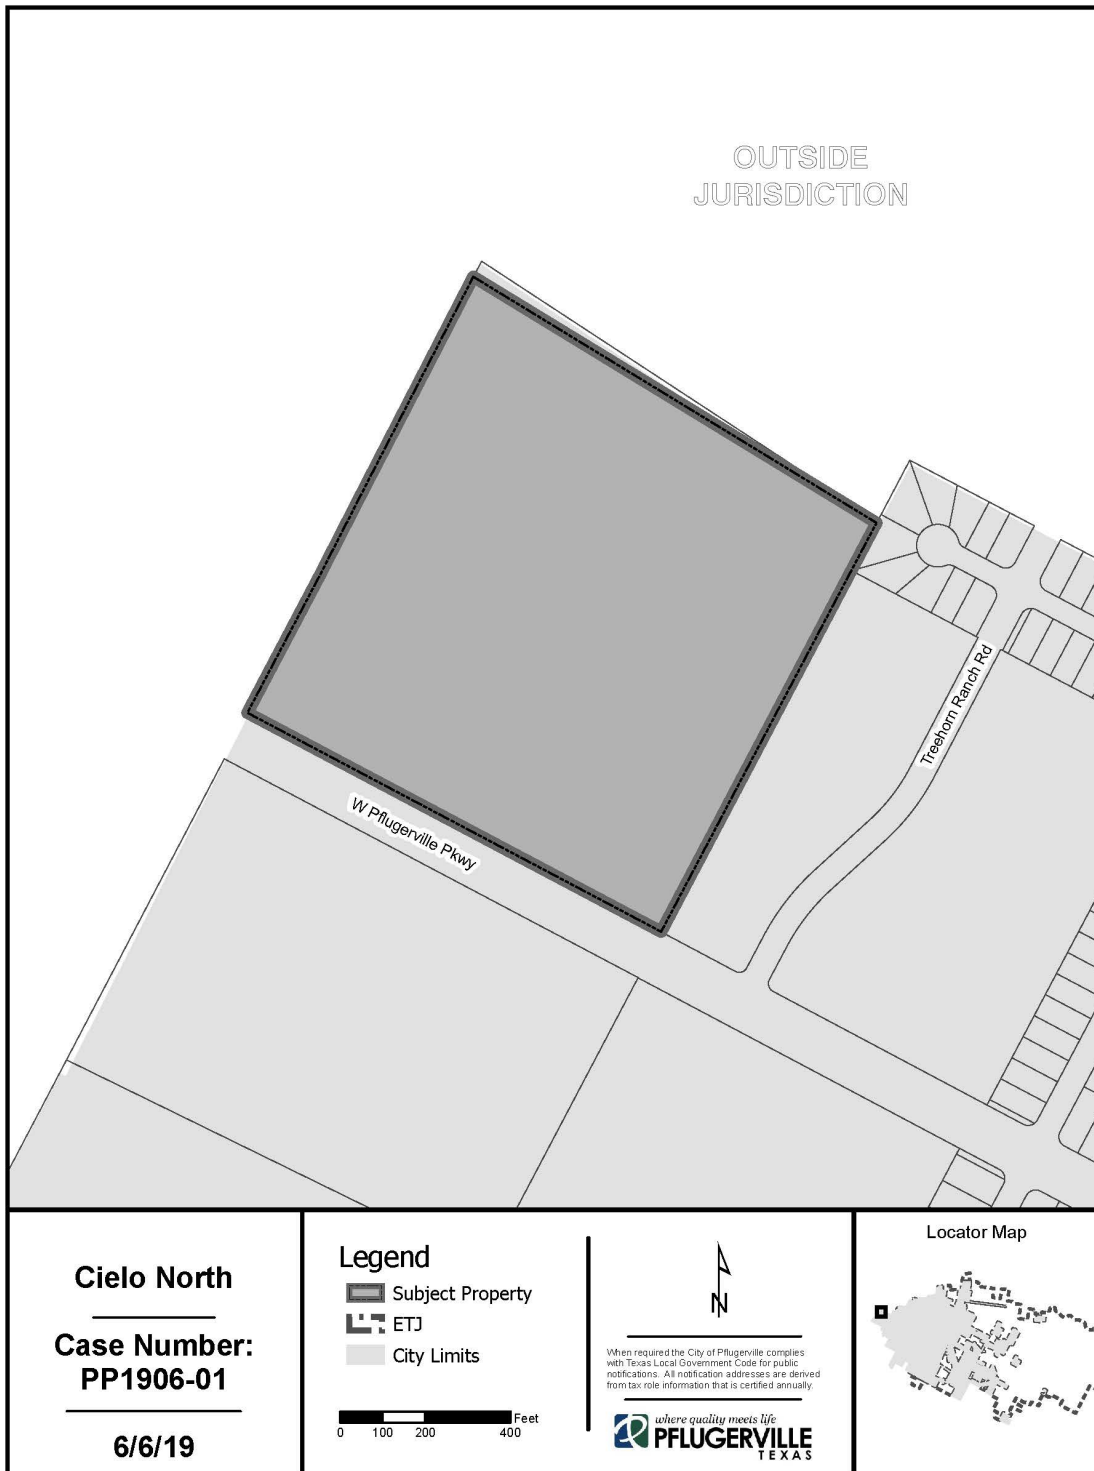 OUTSIDE
JURISDICTION
Treehorn Ranch Rd
W Pflugerville Pkwy
Cielo North
Case Number:
PP1906-01
6/6/19
Legend
Subject Property
ETJ
City Limits
Feet
0 100 200 400
N
When required the City of Pflugerville complies
with Texas Local Government Code for public
notifications. All notification addresses are derived
from tax role information that is certified annually.
where quality meets life
PFLUGERVILLE
TEXAS
Locator Map